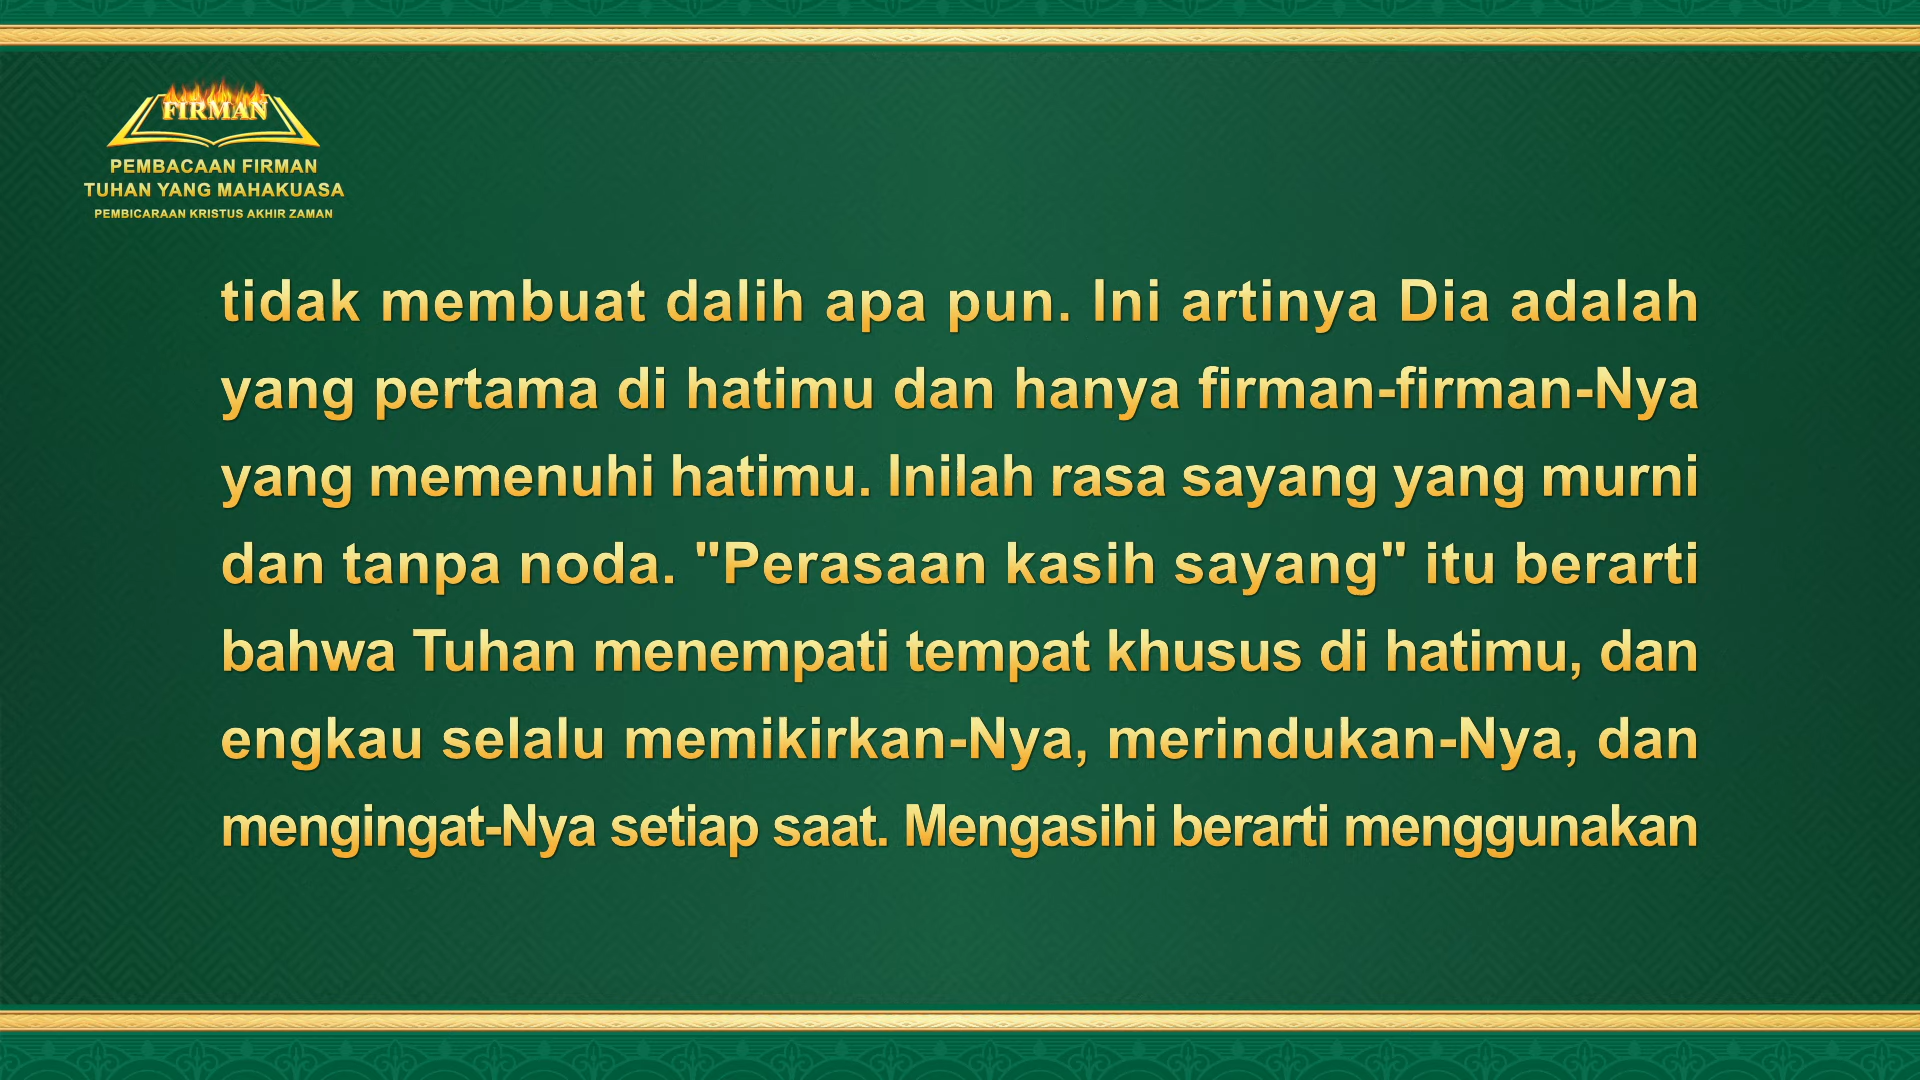 FIRMAN
PEMBACAAN FIRMAN
TUHAN YANG MAHAKUASA
PEMBICARAAN KRISTUS AKHIR ZAMAN
tidak membuat dalih apa pun. Ini artinya Dia adalah
yang pertama di hatimu dan hanya firman-firman-Nya
yang memenuhi hatimu. Inilah rasa sayang yang murni
dan tanpa noda. "Perasaan kasih sayang" itu berarti
bahwa Tuhan menempati tempat khusus di hatimu, dan
engkau selalu memikirkan-Nya, merindukan-Nya, dan
mengingat-Nya setiap saat. Mengasihi berarti menggunakan